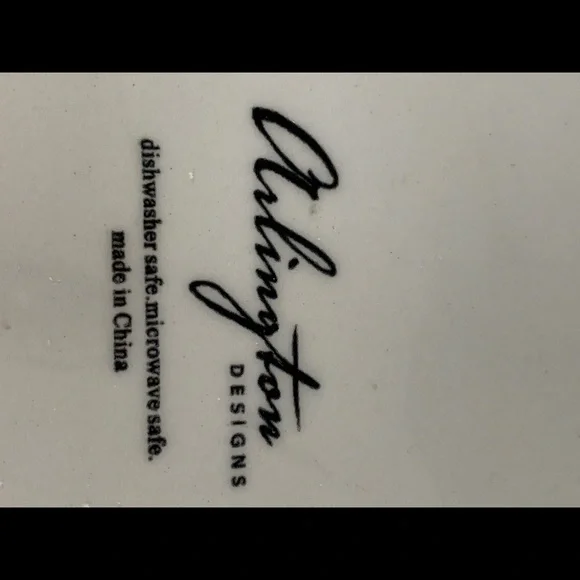 Arlington
DESIGNS
dishwasher safe.microwave safe.
made in China